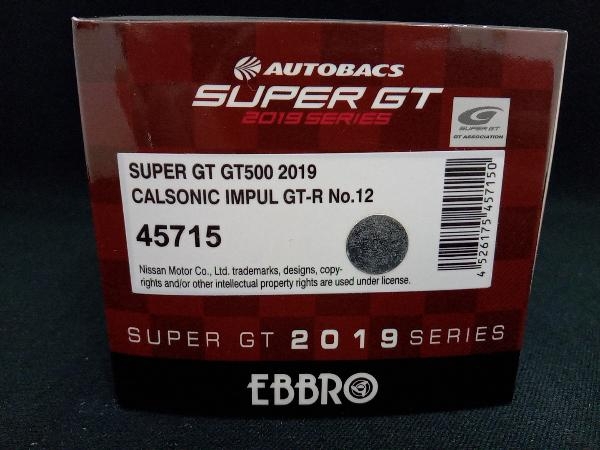 AUTOBACS
SUPER GT
2019 SERIES
SUPER GT
GT ASSOCIATION
SUPER GT GT500 2019
CALSONIC IMPUL GT-R No.12
45715
Nissan Motor Co., Ltd. trademarks, designs, copy-
rights and/or other intellectual property rights are used under license.
4 526175 457150
SUPER GT 2019 SERIES
EBBRO